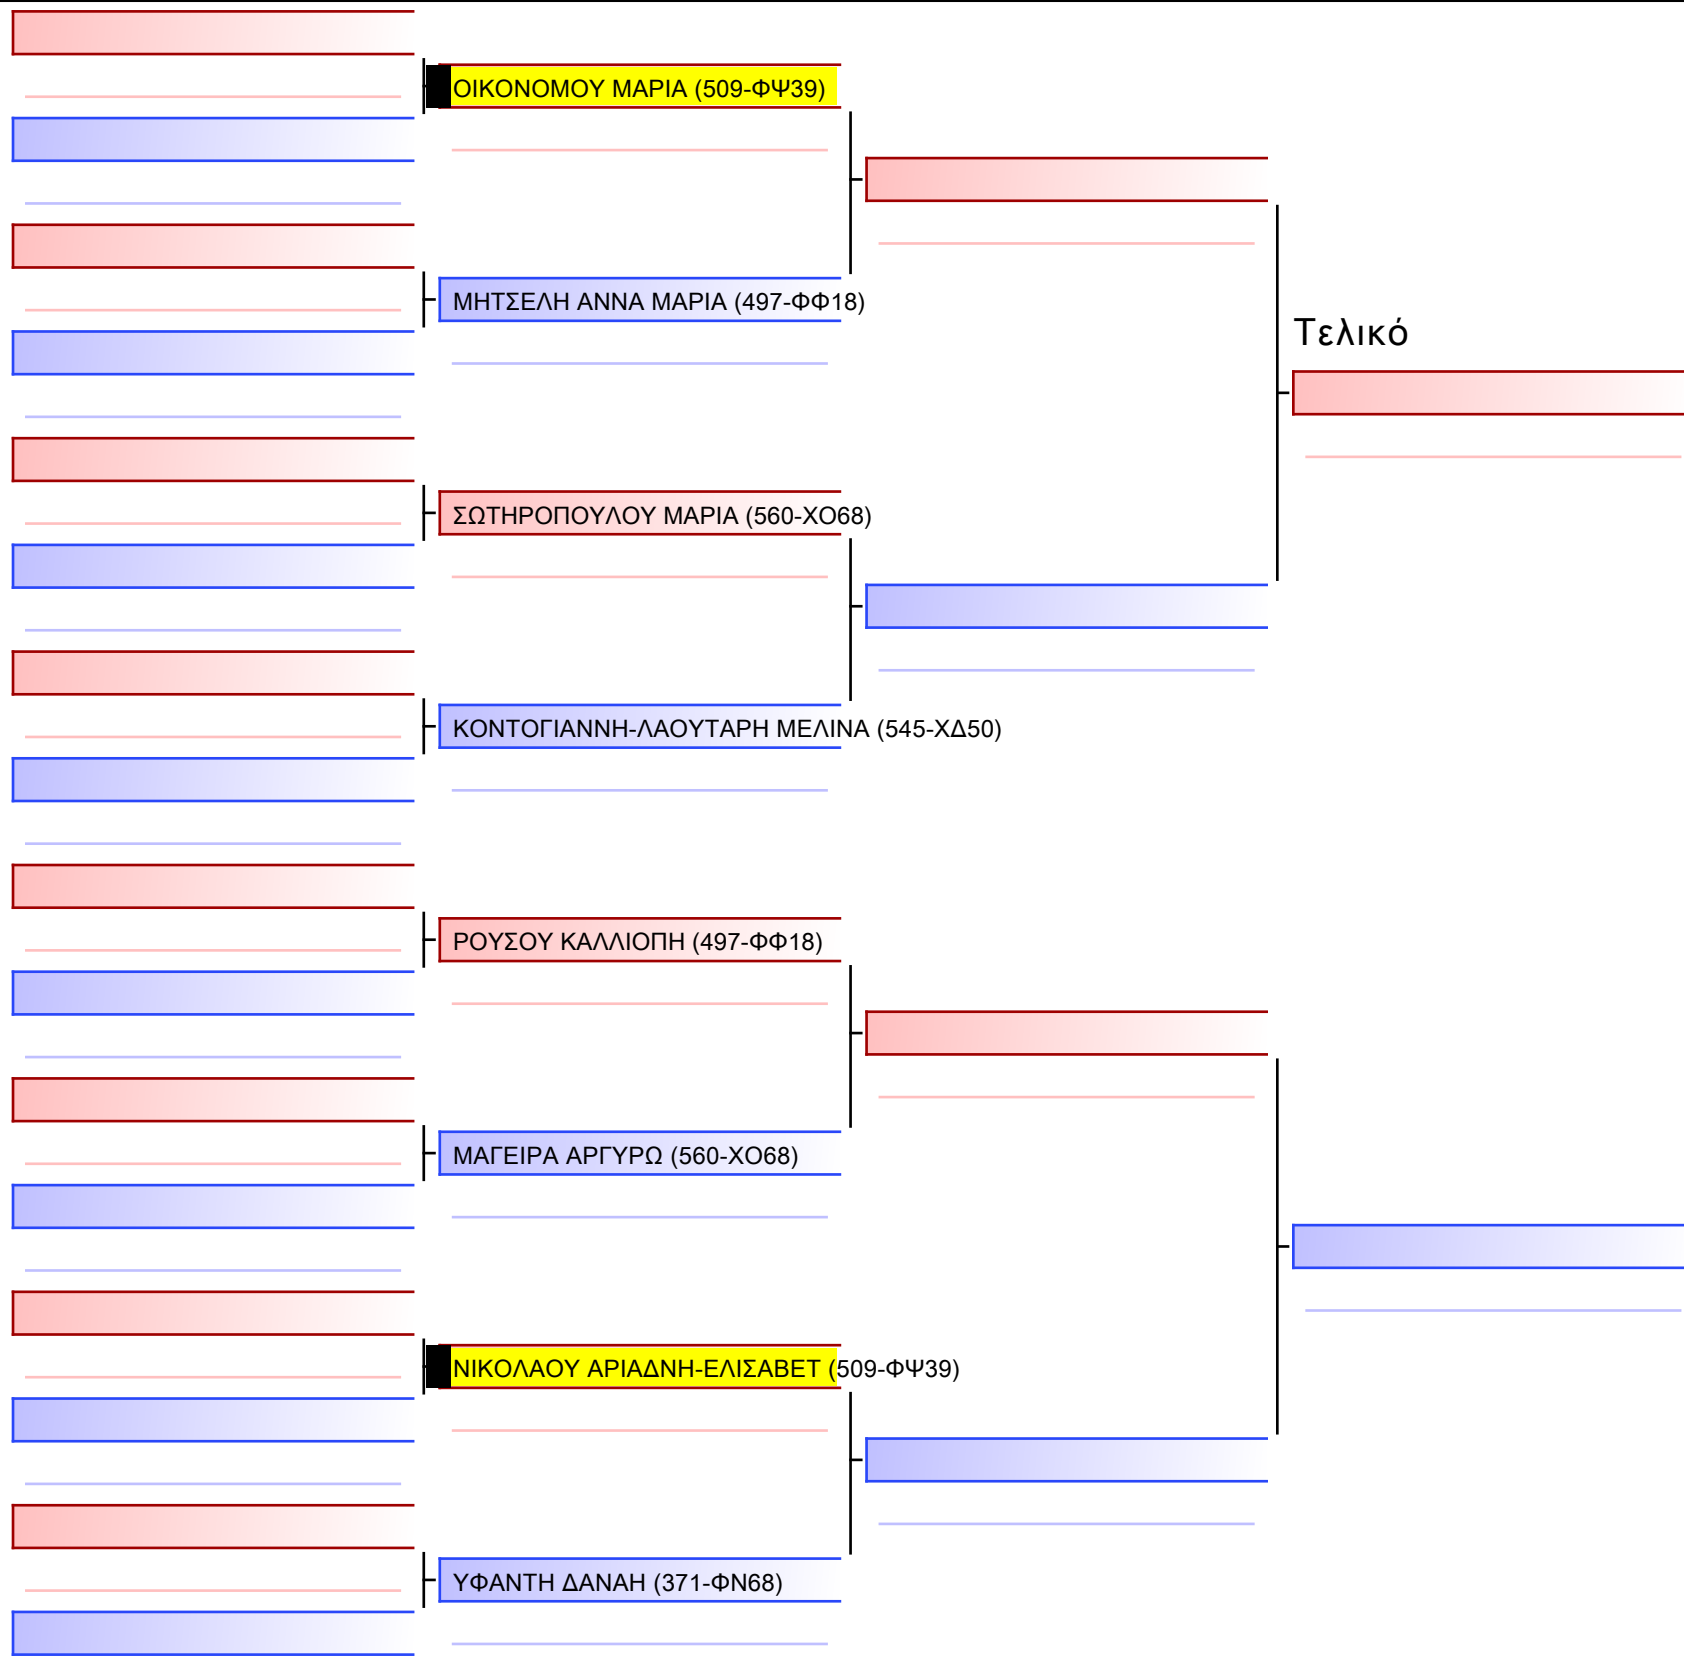 ΟΙΚΟΝΟΜΟΥ ΜΑΡΙΑ (509-ΦΨ39)
ΜΗΤΣΕΛΗ ΑΝΝΑ ΜΑΡΙΑ (497-ΦΦ18)
Τελικό
ΣΩΤΗΡΟΠΟΥΛΟΥ ΜΑΡΙΑ (560-ΧΟ68)
ΚΟΝΤΟΓΙΑΝΝΗ-ΛΑΟΥΤΑΡΗ ΜΕΛΙΝΑ (545-ΧΔ50)
ΡΟΥΣΟΥ ΚΑΛΛΙΟΠΗ (497-ΦΦ18)
ΜΑΓΕΙΡΑ ΑΡΓΥΡΩ (560-ΧΟ68)
ΝΙΚΟΛΑΟΥ ΑΡΙΑΔΝΗ-ΕΛΙΣΑΒΕΤ (509-ΦΨ39)
ΥΦΑΝΤΗ ΔΑΝΑΗ (371-ΦΝ68)